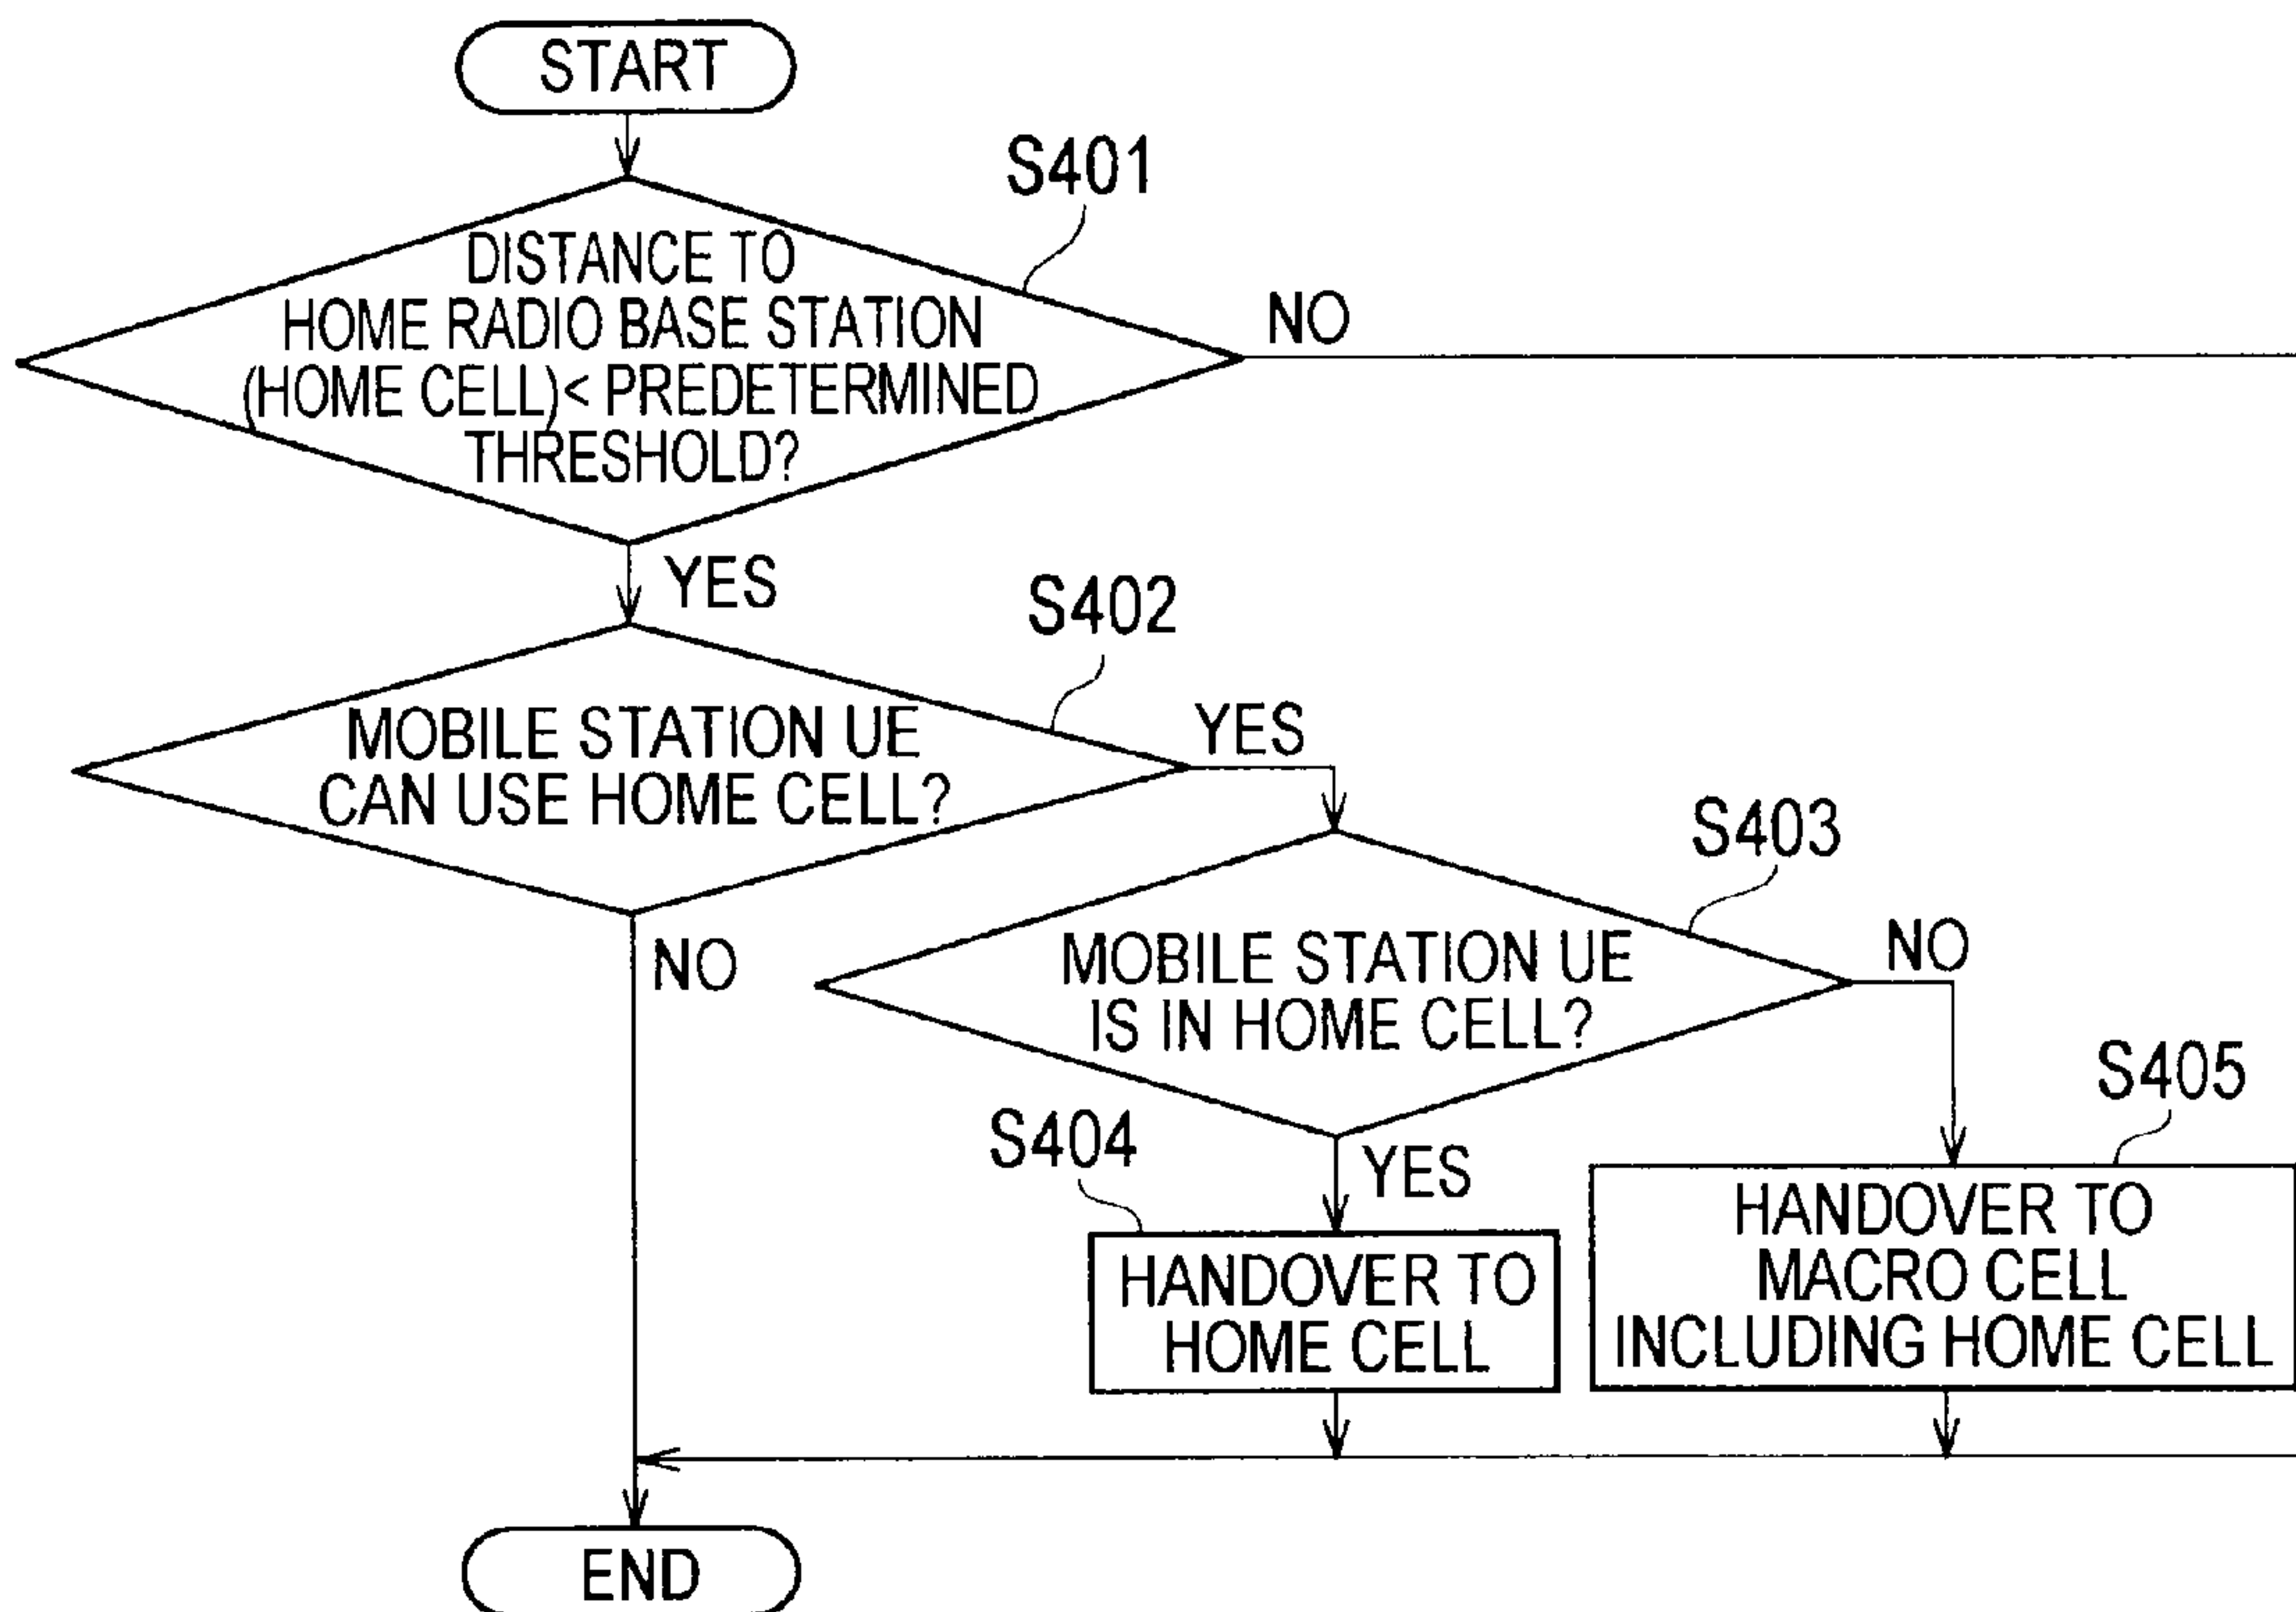 START
S401
DISTANCE TO
HOME RADIO BASE STATION
(HOME CELL)< PREDETERMINED
THRESHOLD?
NO
YES
S402
MOBILE STATION UE
CAN USE HOME CELL?
YES
NO
S403
MOBILE STATION UE
IS IN HOME CELL?
NO
YES
S404
HANDOVER TO
HOME CELL
S405
HANDOVER TO
MACRO CELL
INCLUDING HOME CELL
END